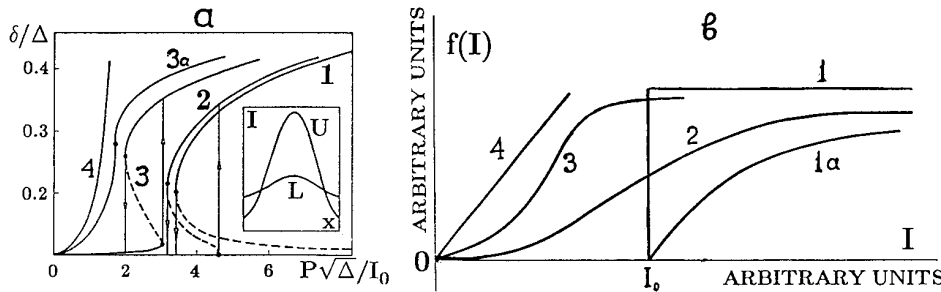 a
δ/Δ
0.4
0.3
0.2
3a
1
2
4
3
I
U
L
x
0
2
4
6
P√Δ/I₀
в
ARBITRARY UNITS
f(I)
1
4
3
2
1a
0
I₀
I
ARBITRARY UNITS